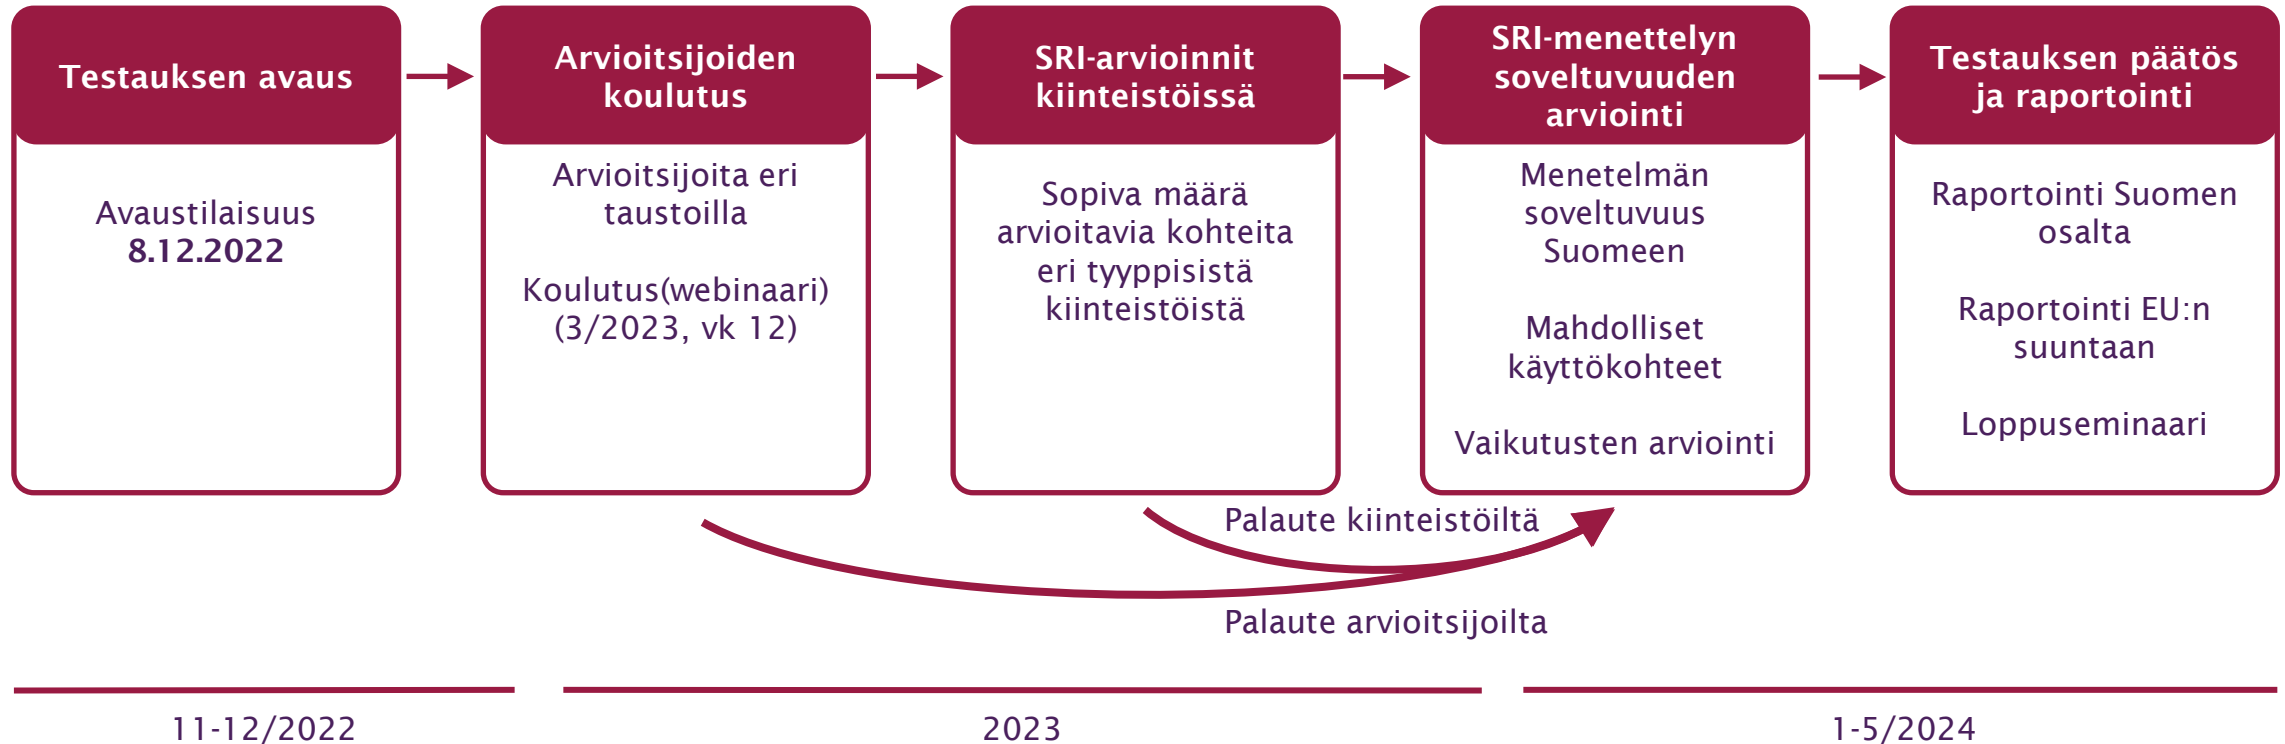 Testauksen avaus
Avaustilaisuus
8.12.2022
Arvioitsijoiden
koulutus
Arvioitsijoita eri
taustoilla
Koulutus(webinaari)
(3/2023, vk 12)
SRI-arvioinnit
kiinteistöissä
Sopiva määrä
arvioitavia kohteita
eri tyyppisistä
kiinteistöistä
SRI-menettelyn
soveltuvuuden
arviointi
Menetelmän
soveltuvuus
Suomeen
Mahdolliset
käyttökohteet
Vaikutusten arviointi
Testauksen päätös
ja raportointi
Raportointi Suomen
osalta
Raportointi EU:n
suuntaan
Loppuseminaari
Palaute kiinteistöiltä
Palaute arvioitsijoilta
11-12/2022
2023
1-5/2024